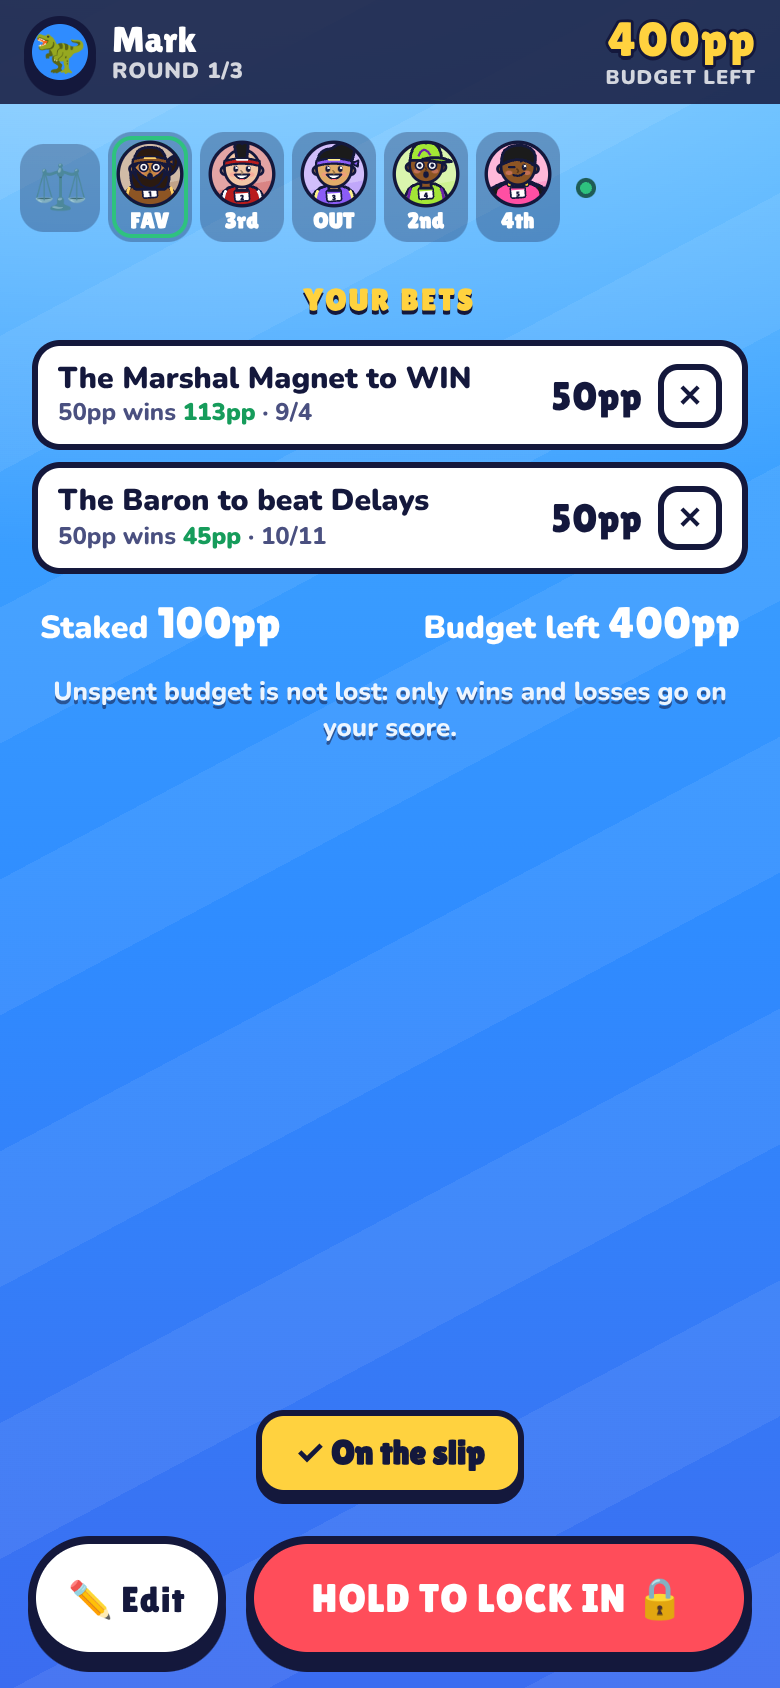 Mark
ROUND 1/3
400pp
BUDGET LEFT
FAV
3rd
OUT
2nd
4th
YOUR BETS
The Marshal Magnet to WIN
50pp wins 113pp · 9/4
50pp
×
The Baron to beat Delays
50pp wins 45pp · 10/11
50pp
×
Staked 100pp
Budget left 400pp
Unspent budget is not lost: only wins and losses go on
your score.
✓ On the slip
✏️ Edit
HOLD TO LOCK IN 🔒